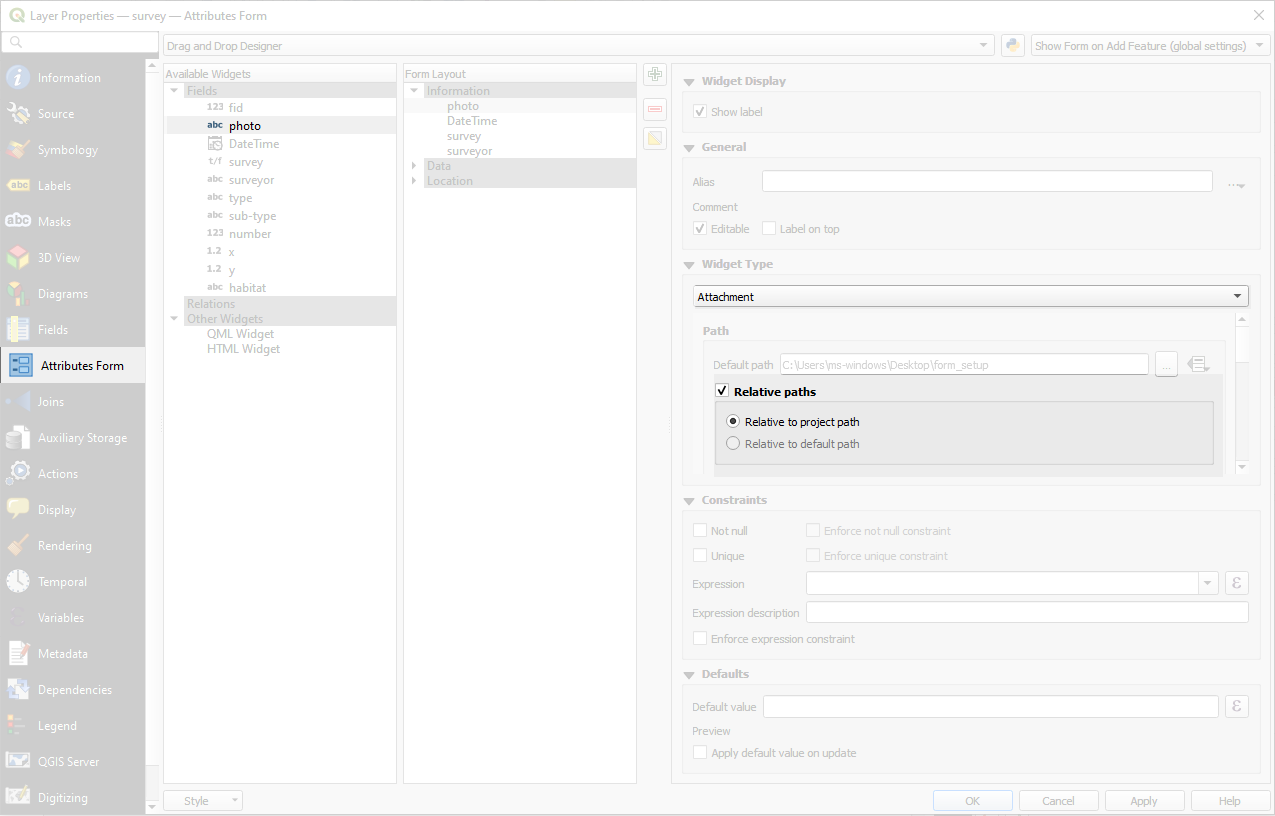 Layer Properties — survey — Attributes Form
Drag and Drop Designer
Show Form on Add Feature (global settings)
Information
Source
Symbology
abc Labels
abc Masks
3D View
Diagrams
Fields
Attributes Form
Joins
Auxiliary Storage
Actions
Display
Rendering
Temporal
Variables
Metadata
Dependencies
Legend
QGIS Server
Digitizing
Available Widgets
Fields
123 fid
abc photo
DateTime
t/f survey
abc surveyor
abc type
abc sub-type
123 number
1.2 x
1.2 y
abc habitat
Relations
Other Widgets
QML Widget
HTML Widget
Form Layout
Information
photo
DateTime
survey
surveyor
Data
Location
Widget Display
Show label
General
Alias
Comment
Editable Label on top
Widget Type
Attachment
Path
Default path C:\Users\ms-windows\Desktop\form_setup ...
Relative paths
Relative to project path
Relative to default path
Constraints
Not null Enforce not null constraint
Unique Enforce unique constraint
Expression ε
Expression description
Enforce expression constraint
Defaults
Default value ε
Preview
Apply default value on update
Style
OK Cancel Apply Help